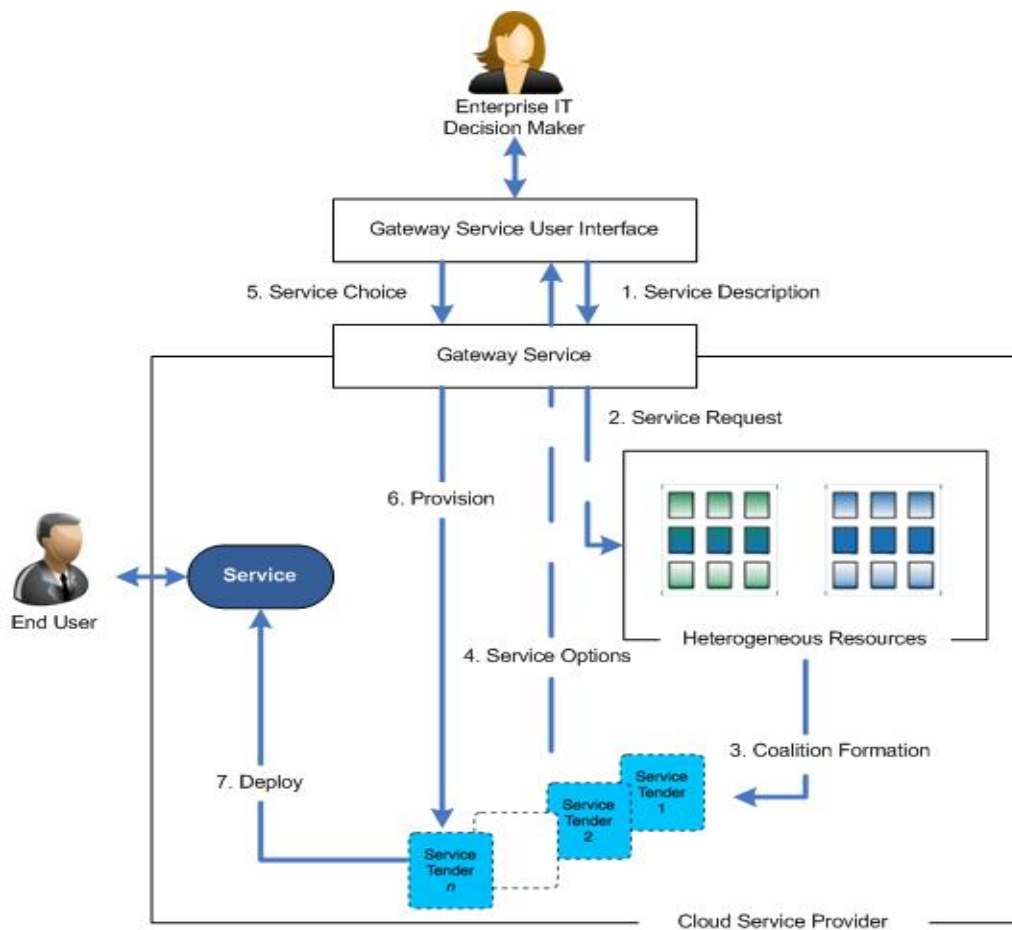 Enterprise IT
Decision Maker
Gateway Service User Interface
5. Service Choice
1. Service Description
Gateway Service
2. Service Request
6. Provision
Service
End User
Heterogeneous Resources
4. Service Options
3. Coalition Formation
7. Deploy
Service
Tender
1
Service
Tender
2
Service
Tender
n
Cloud Service Provider